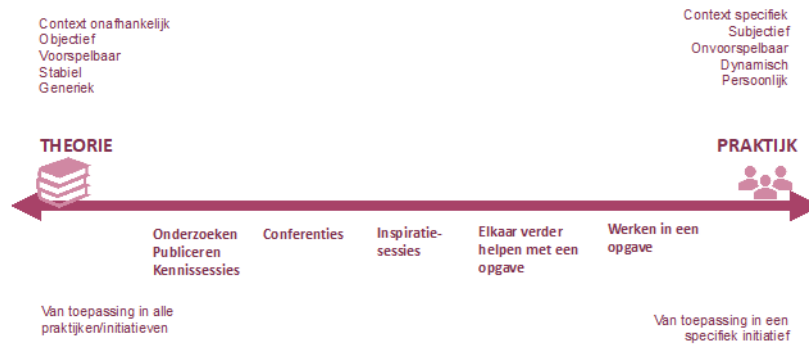 Context onafhankelijk
Objectief
Voorspelbaar
Stabiel
Generiek
Context specifiek
Subjectief
Onvoorspelbaar
Dynamisch
Persoonlijk
THEORIE
PRAKTIJK
Onderzoeken
Publiceren
Kennissessies
Conferenties
Inspiratie-
sessies
Elkaar verder
helpen met een
opgave
Werken in een
opgave
Van toepassing in alle
praktijken/initiatieven
Van toepassing in een
specifiek initiatief